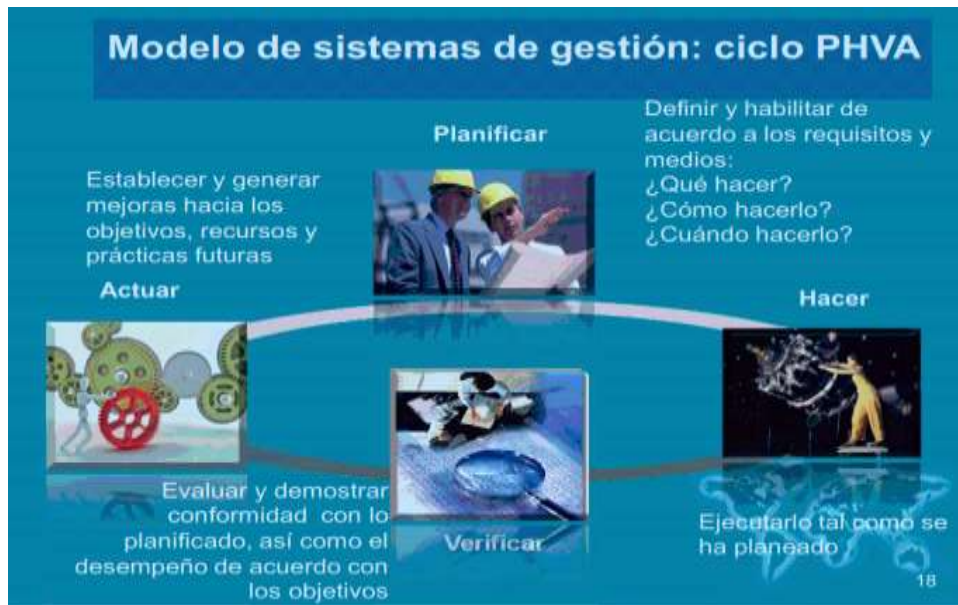 Modelo de sistemas de gestión: ciclo PHVA
Planificar
Definir y habilitar de
acuerdo a los requisitos y
medios:
¿Qué hacer?
¿Cómo hacerlo?
¿Cuándo hacerlo?
Establecer y generar
mejoras hacia los
objetivos, recursos y
prácticas futuras
Actuar
Hacer
Evaluar y demostrar
conformidad con lo
planificado, así como el
desempeño de acuerdo con
los objetivos
Verificar
Ejecutarlo tal como se
ha planeado
18